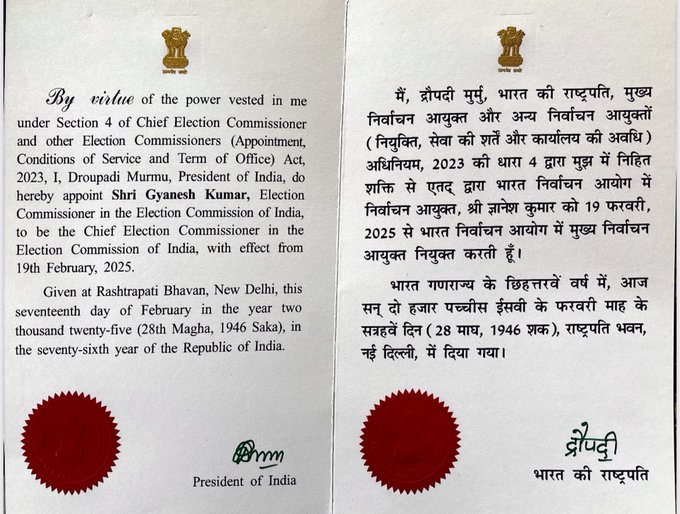 By virtue of the power vested in me
under Section 4 of Chief Election Commissioner
and other Election Commissioners (Appointment,
Conditions of Service and Term of Office) Act,
2023, I, Droupadi Murmu, President of India, do
hereby appoint Shri Gyanesh Kumar, Election
Commissioner in the Election Commission of India,
to be the Chief Election Commissioner in the
Election Commission of India, with effect from
19th February, 2025.
Given at Rashtrapati Bhavan, New Delhi, this
seventeenth day of February in the year two
thousand twenty-five (28th Magha, 1946 Saka), in
the seventy-sixth year of the Republic of India.
President of India
सत्यमेव जयते
मैं, द्रौपदी मुर्मु, भारत की राष्ट्रपति, मुख्य
निर्वाचन आयुक्त और अन्य निर्वाचन आयुक्तों
(नियुक्ति, सेवा की शर्तें और कार्यालय की अवधि)
अधिनियम, 2023 की धारा 4 द्वारा मुझ में निहित
शक्ति से एतद् द्वारा भारत निर्वाचन आयोग में
निर्वाचन आयुक्त, श्री ज्ञानेश कुमार को 19 फरवरी,
2025 से भारत निर्वाचन आयोग में मुख्य निर्वाचन
आयुक्त नियुक्त करती हूँ।
भारत गणराज्य के छिहत्तरवें वर्ष में, आज
सन् दो हजार पच्चीस ईसवी के फरवरी माह के
सत्रहवें दिन (28 माघ, 1946 शक), राष्ट्रपति भवन,
नई दिल्ली, में दिया गया।
द्रौपदी
भारत की राष्ट्रपति